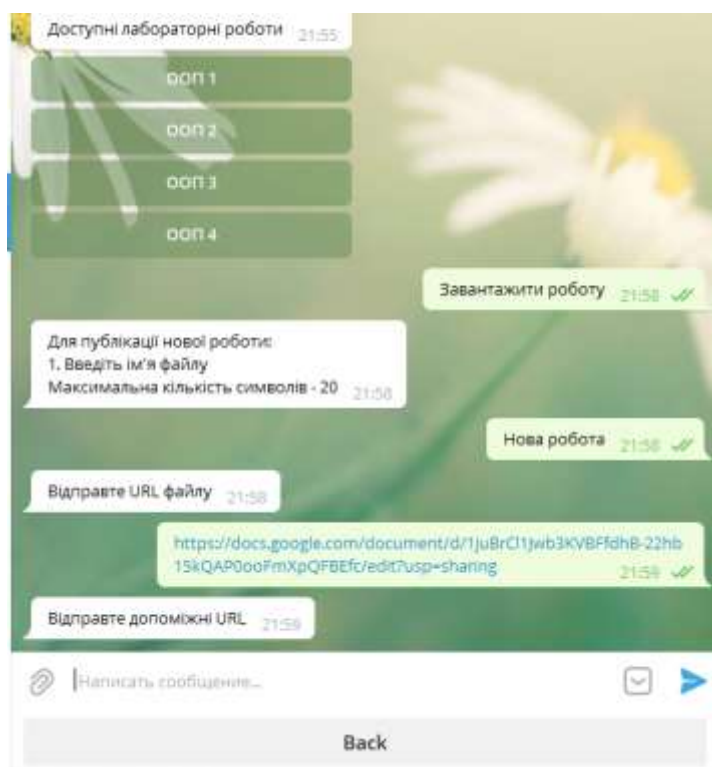 Доступні лабораторні роботи 21:55
ООП 1
ООП 2
ООП 3
ООП 4
Завантажити роботу 21:58
Для публікації нової роботи:
1. Введіть ім'я файлу
Максимальна кількість символів - 20 21:58
Нова робота 21:58
Відправте URL файлу 21:58
https://docs.google.com/document/d/1juBrCl1Jwb3KVBFfdhB-22hb
15kQAP0ooFmXpQFBEfc/edit?usp=sharing 21:59
Відправте допоміжні URL 21:59
Написать сообщение...
Back